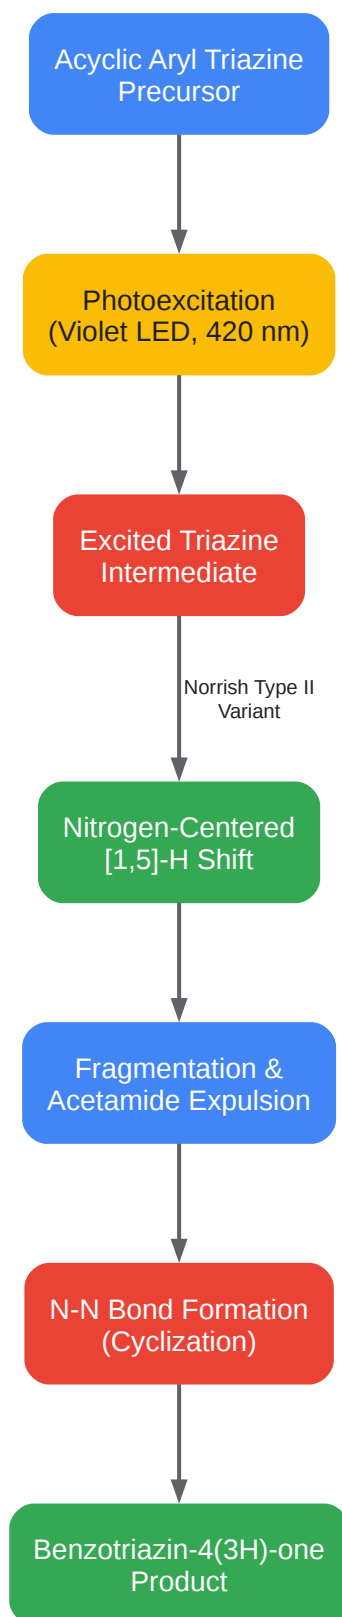 Acyclic Aryl Triazine
Precursor
Photoexcitation
(Violet LED, 420 nm)
Excited Triazine
Intermediate
Norrish Type II
Variant
Nitrogen-Centered
[1,5]-H Shift
Fragmentation &
Acetamide Expulsion
N-N Bond Formation
(Cyclization)
Benzotriazin-4(3H)-one
Product